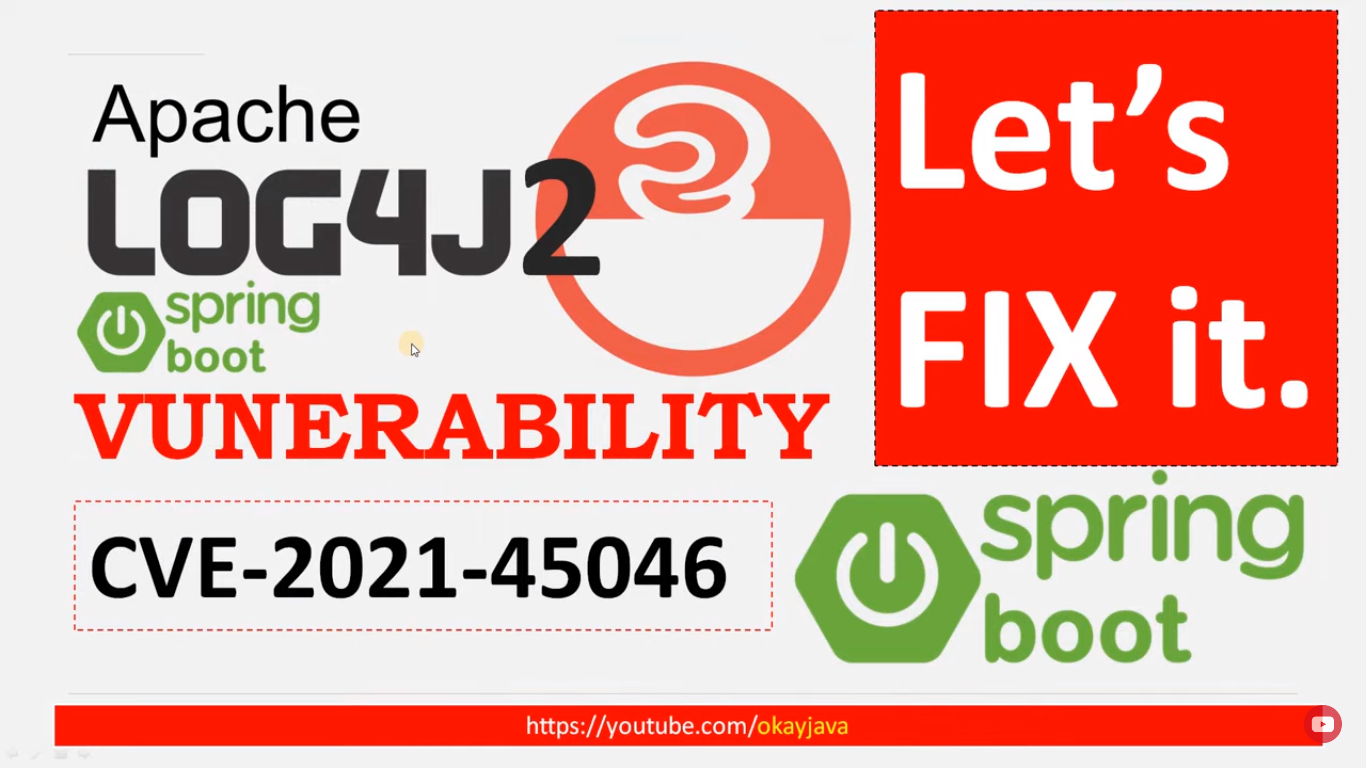 Apache
LOG4J2
spring
boot
VUNERABILITY
CVE-2021-45046
Let’s
FIX it.
spring
boot
https://youtube.com/okayjava